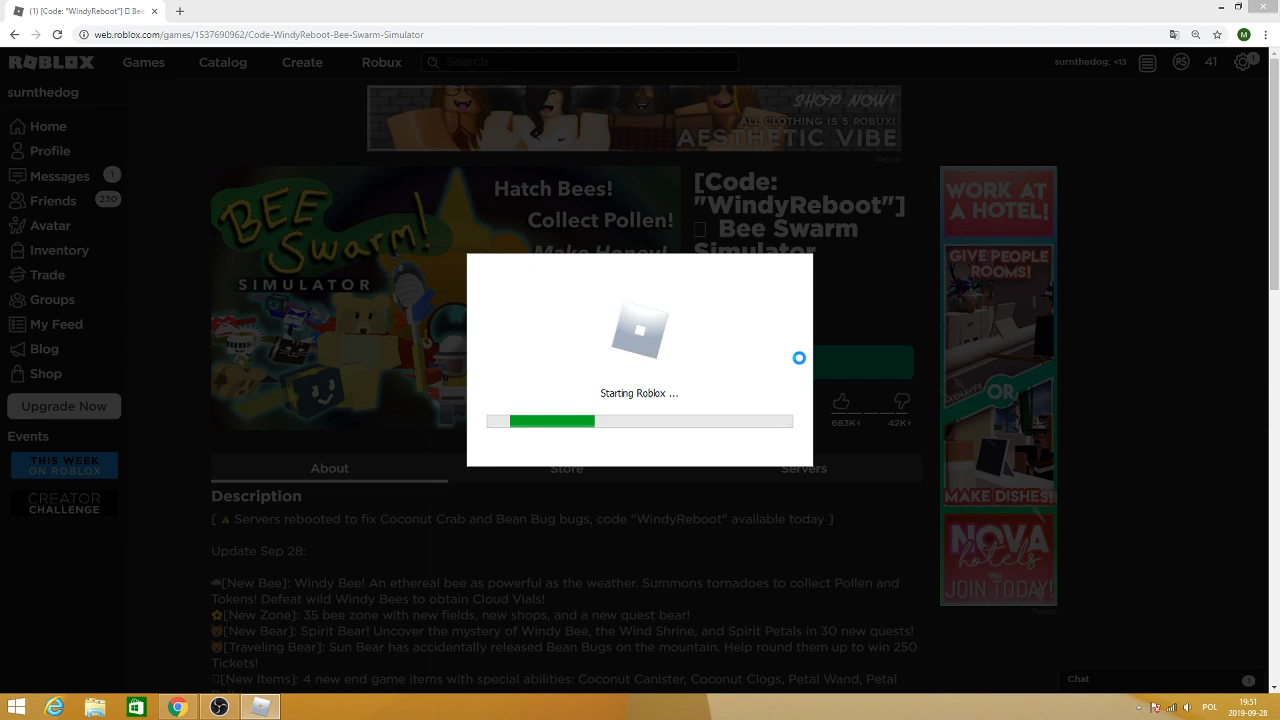 (1) [Code: "WindyReboot"] Bee
web.roblox.com/games/1537690962/Code-WindyReboot-Bee-Swarm-Simulator
M
ROBLOX
Games
Catalog
Create
Robux
Search
surnthedog: <13
R$
41
1
surnthedog
Home
Profile
Messages
1
Friends
230
Avatar
Inventory
Trade
Groups
My Feed
Blog
Shop
Upgrade Now
Events
THIS WEEK
ON ROBLOX
CREATOR
CHALLENGE
SHOP NOW!
ALL CLOTHING IS 5 ROBUX!
AESTHETIC VIBE
Report
BEE
Swarm!
SIMULATOR
Hatch Bees!
Collect Pollen!
Make Honey!
[Code:
"WindyReboot"]
Bee Swarm
Simulator
Starting Roblox ...
683K+
42K+
About
Store
Servers
Description
[ ⚠ Servers rebooted to fix Coconut Crab and Bean Bug bugs, code "WindyReboot" available today ]
Update Sep 28:
[New Bee]: Windy Bee! An ethereal bee as powerful as the weather. Summons tornadoes to collect Pollen and
Tokens! Defeat wild Windy Bees to obtain Cloud Vials!
[New Zone]: 35 bee zone with new fields, new shops, and a new quest bear!
[New Bear]: Spirit Bear! Uncover the mystery of Windy Bee, the Wind Shrine, and Spirit Petals in 30 new quests!
[Traveling Bear]: Sun Bear has accidentally released Bean Bugs on the mountain. Help round them up to win 250
Tickets!
[New Items]: 4 new end game items with special abilities: Coconut Canister, Coconut Clogs, Petal Wand, Petal
WORK AT
A HOTEL!
GIVE PEOPLE
ROOMS!
OR
MAKE DISHES!
NOVA
hotels
JOIN TODAY!
Report
Chat
1
POL
19:51
2019-09-28